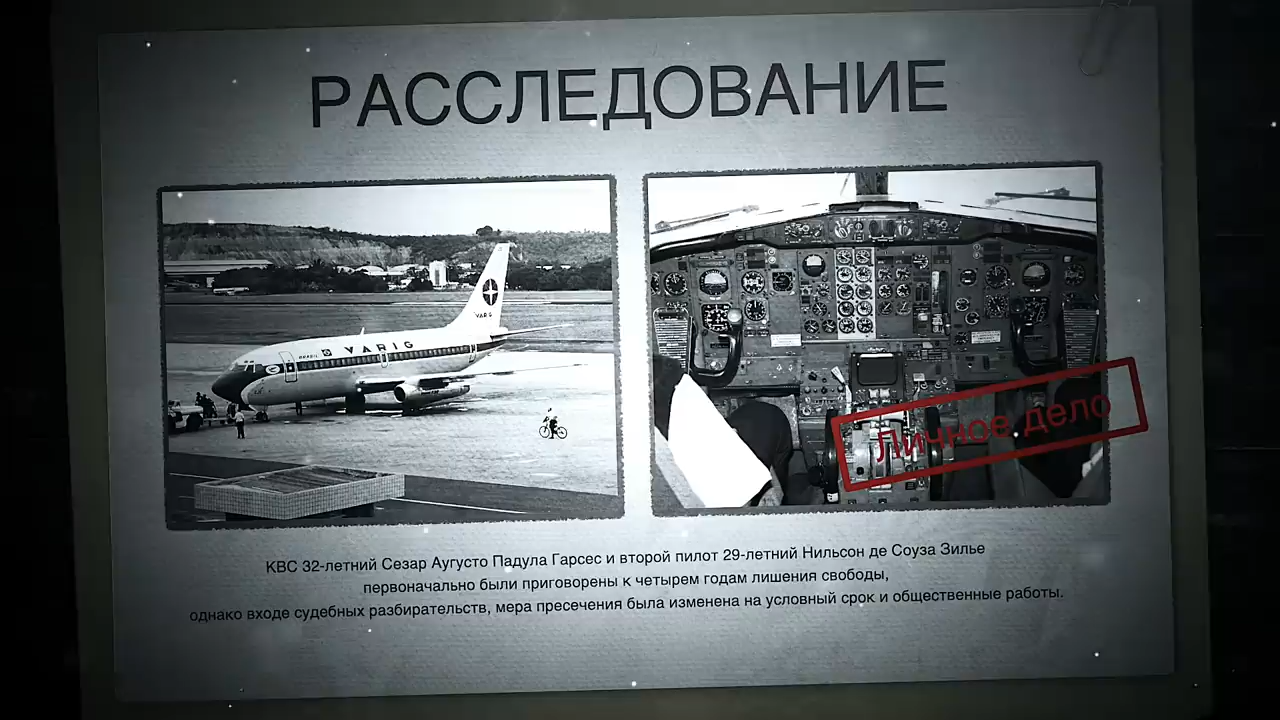 РАССЛЕДОВАНИЕ
BRASIL VARIG
VARIG
Личное дело
КВС 32-летний Сезар Аугусто Падула Гарсес и второй пилот 29-летний Нильсон де Соуза Зилье
первоначально были приговорены к четырем годам лишения свободы,
однако входе судебных разбирательств, мера пресечения была изменена на условный срок и общественные работы.